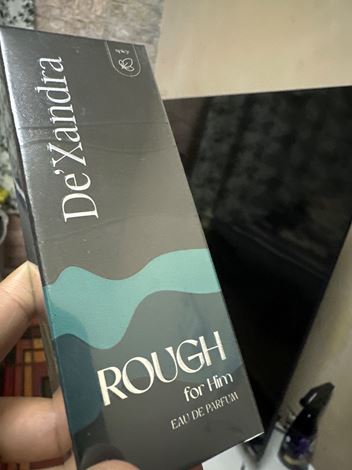 De'Xandra
ROUGH
for Him
EAU DE PARFUM